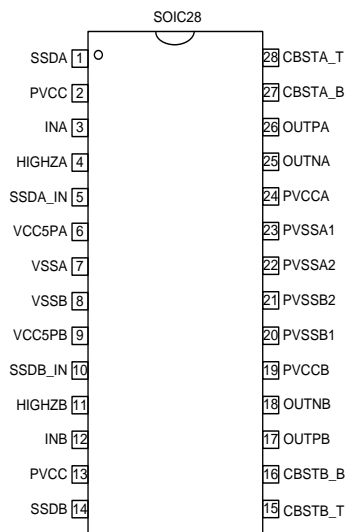 SOIC28
SSDA 1
PVCC 2
INA 3
HIGHZA 4
SSDA_IN 5
VCC5PA 6
VSSA 7
VSSB 8
VCC5PB 9
SSDB_IN 10
HIGHZB 11
INB 12
PVCC 13
SSDB 14
28 CBSTA_T
27 CBSTA_B
26 OUTPA
25 OUTNA
24 PVCCA
23 PVSSA1
22 PVSSA2
21 PVSSB2
20 PVSSB1
19 PVCCB
18 OUTNB
17 OUTPB
16 CBSTB_B
15 CBSTB_T